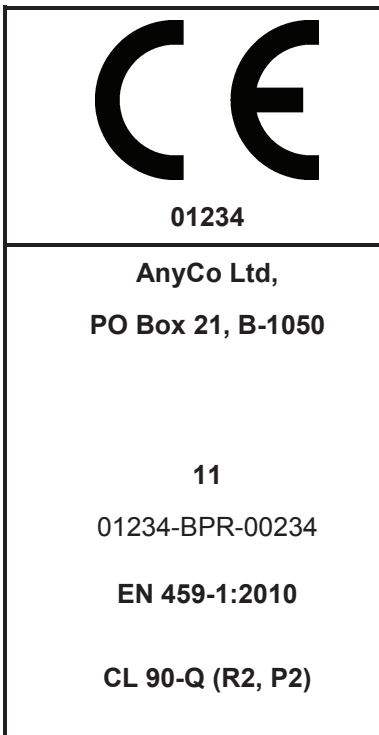 CE
01234
AnyCo Ltd,
PO Box 21, B-1050
11
01234-BPR-00234
EN 459-1:2010
CL 90-Q (R2, P2)